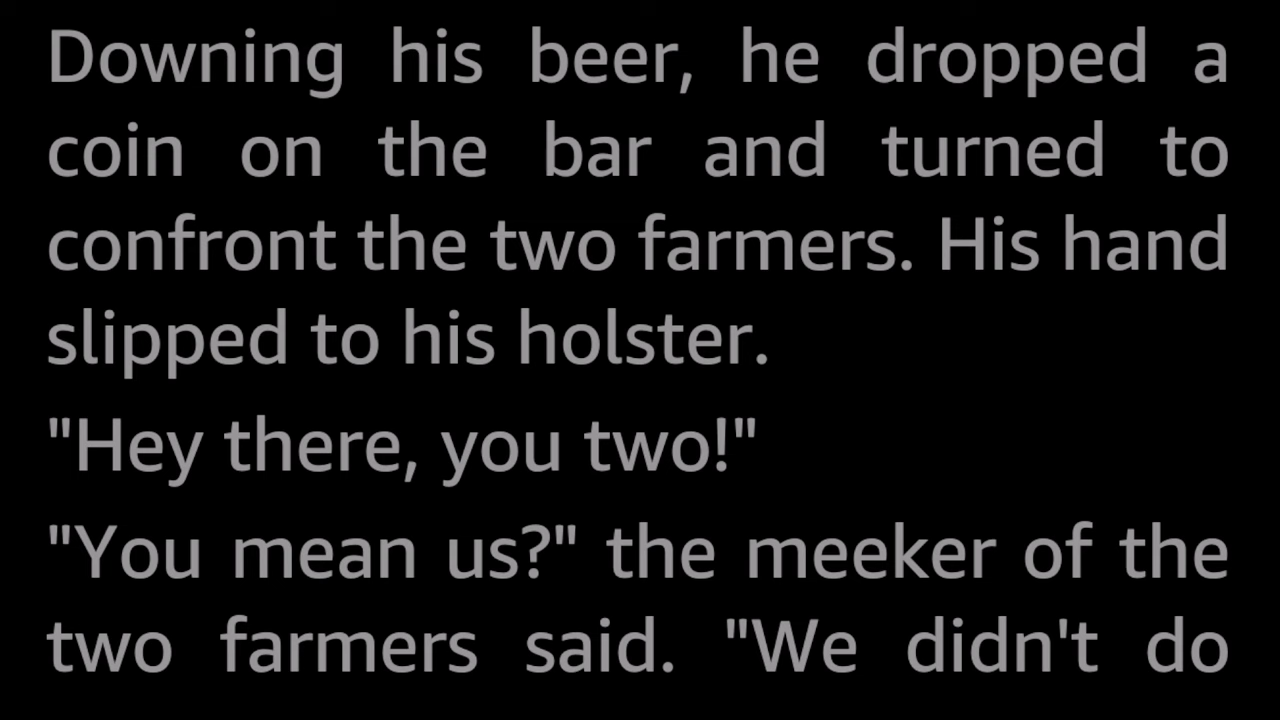 Downing his beer, he dropped a
coin on the bar and turned to
confront the two farmers. His hand
slipped to his holster.
"Hey there, you two!"
"You mean us?" the meeker of the
two farmers said. "We didn't do